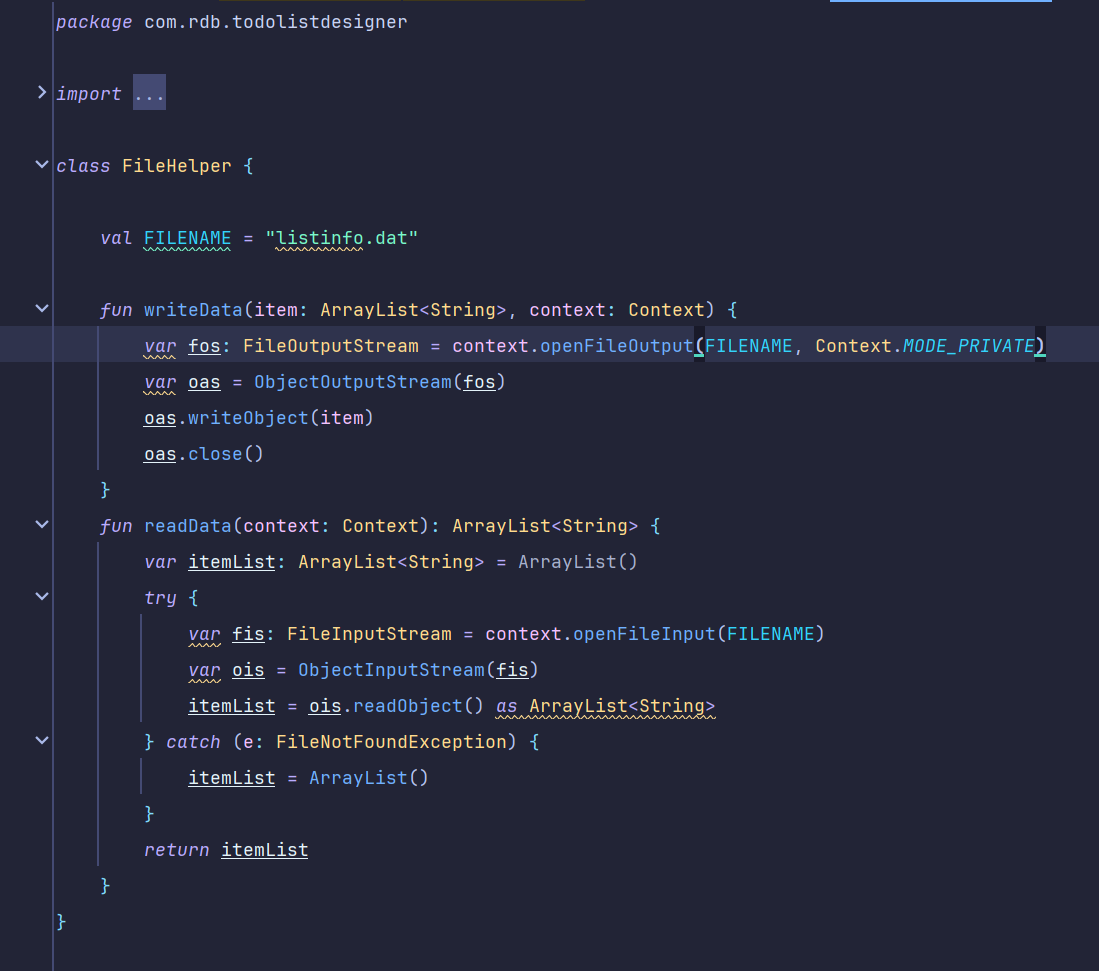 package com.rdb.todolistdesigner
import ...
class FileHelper {
val FILENAME = "listinfo.dat"
fun writeData(item: ArrayList<String>, context: Context) {
var fos: FileOutputStream = context.openFileOutput(FILENAME, Context.MODE_PRIVATE)
var oas = ObjectOutputStream(fos)
oas.writeObject(item)
oas.close()
}
fun readData(context: Context): ArrayList<String> {
var itemList: ArrayList<String> = ArrayList()
try {
var fis: FileInputStream = context.openFileInput(FILENAME)
var ois = ObjectInputStream(fis)
itemList = ois.readObject() as ArrayList<String>
} catch (e: FileNotFoundException) {
itemList = ArrayList()
}
return itemList
}
}